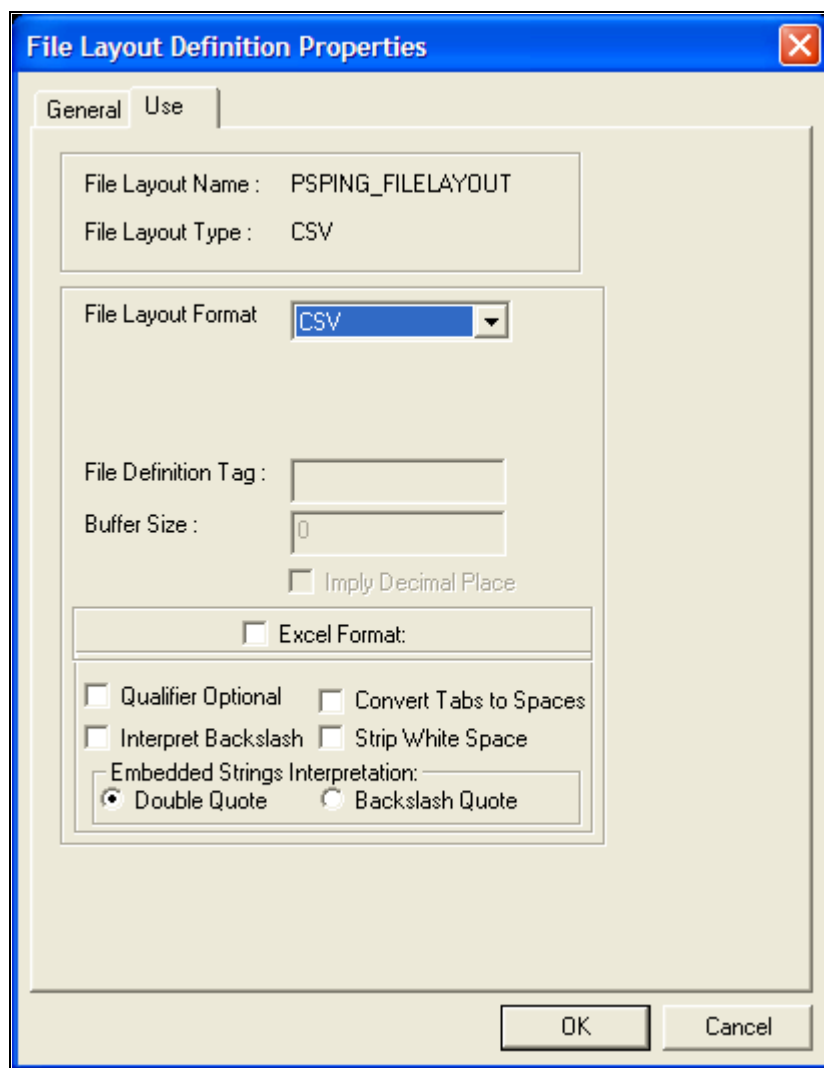 File Layout Definition Properties
General Use
File Layout Name : PSPING_FILELAYOUT
File Layout Type : CSV
File Layout Format CSV
File Definition Tag :
Buffer Size : 0
Imply Decimal Place
Excel Format:
Qualifier Optional Convert Tabs to Spaces
Interpret Backslash Strip White Space
Embedded Strings Interpretation:
Double Quote Backslash Quote
OK Cancel